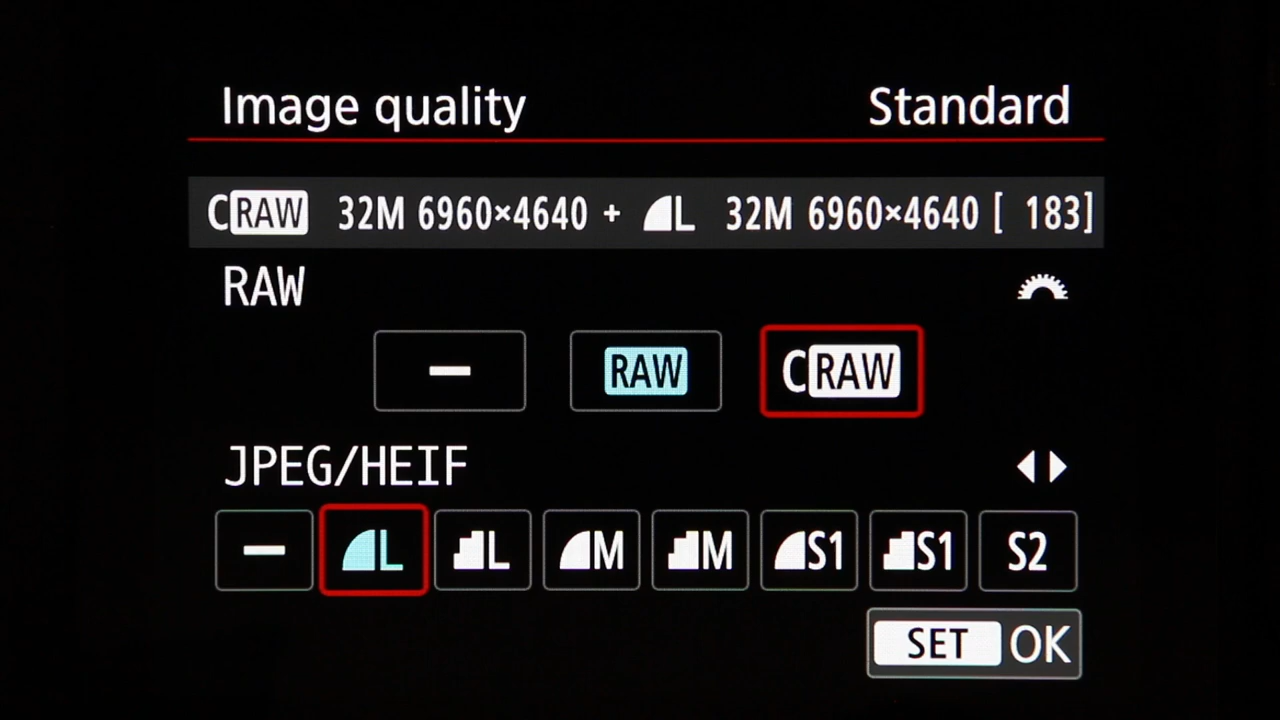 Image quality Standard
CRAW 32M 6960×4640 + L 32M 6960×4640 [ 183]
RAW
— RAW CRAW
JPEG/HEIF
— L L M M S1 S1 S2
SET OK